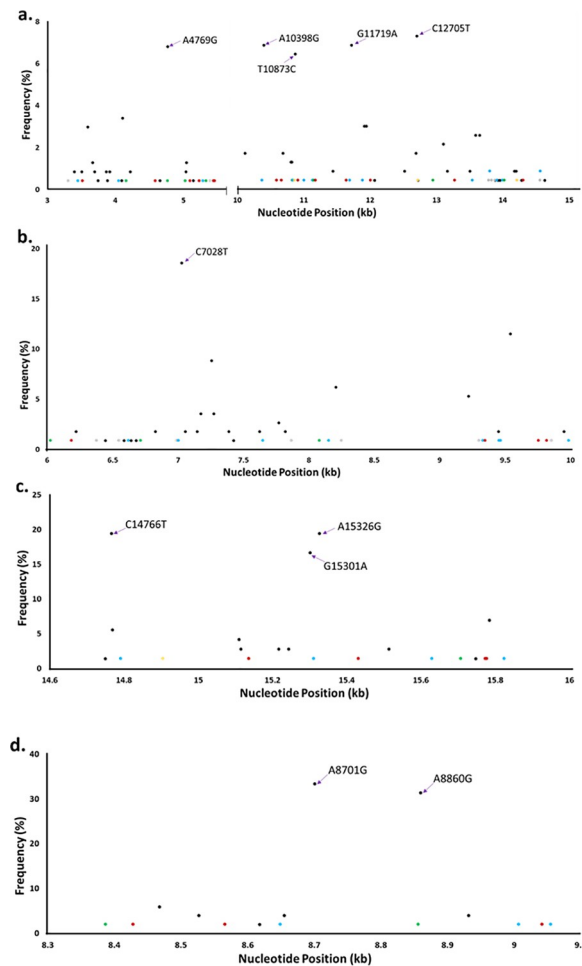 a.
8
A4769G
A10398G
G11719A
C12705T
T10873C
6
4
2
0
Frequency (%)
3 4 5 10 11 12 13 14 15
Nucleotide Position (kb)
b.
20
C7028T
15
10
5
0
Frequency (%)
6 6.5 7 7.5 8 8.5 9 9.5 10
Nucleotide Position (kb)
c.
25
20
C14766T
A15326G
G15301A
15
10
5
0
Frequency (%)
14.6 14.8 15 15.2 15.4 15.6 15.8 16
Nucleotide Position (kb)
d.
40
A8701G
A8860G
30
20
10
0
Frequency (%)
8.3 8.4 8.5 8.6 8.7 8.8 8.9 9 9.
Nucleotide Position (kb)